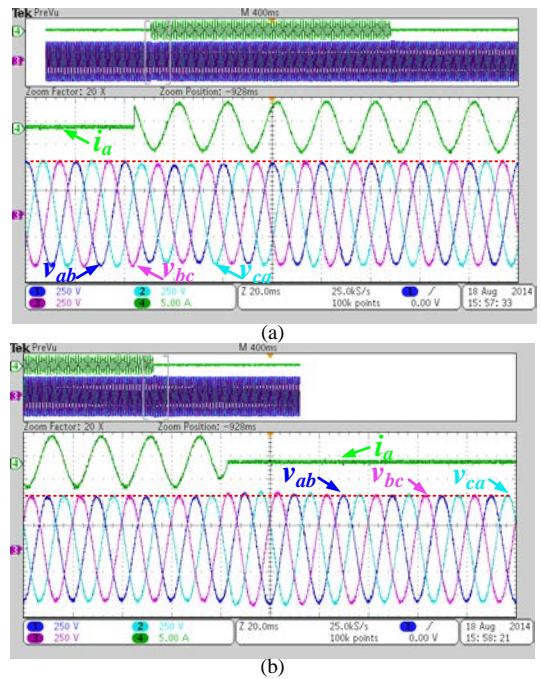 Tek PreVu M 400ms
4
3
Zoom Factor: 20 X Zoom Position: -928ms
4
i_a
3
v_ab v_bc v_ca
1 250 V 2 250 V Z 20.0ms 25.0kS/s 1 / 18 Aug 2014
3 250 V 4 5.00 A 100k points 0.00 V 15:57:33
(a)
Tek PreVu M 400ms
4
3
Zoom Factor: 20 X Zoom Position: -928ms
4
i_a
v_ab v_bc v_ca
3
1 250 V 2 250 V Z 20.0ms 25.0kS/s 1 / 18 Aug 2014
3 250 V 4 5.00 A 100k points 0.00 V 15:58:21
(b)